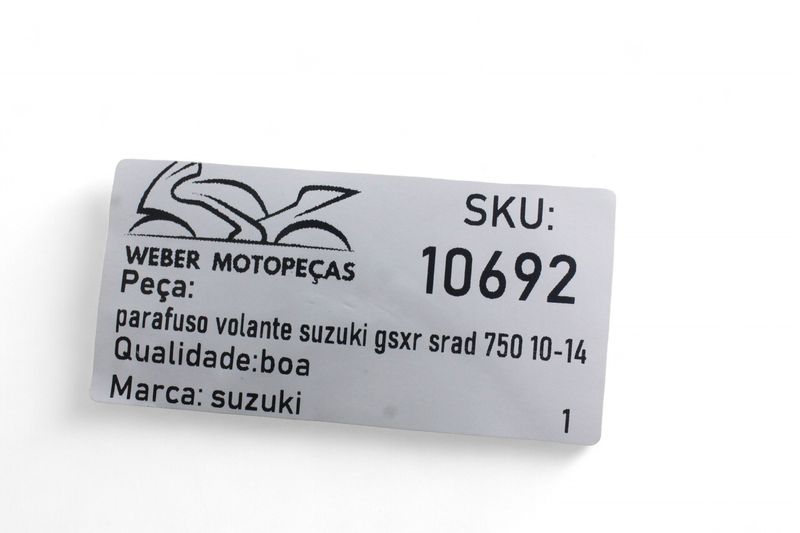 WEBER MOTOPEÇAS
SKU:
10692
Peça:
parafuso volante suzuki gsxr srad 750 10-14
Qualidade:boa
Marca: suzuki
1